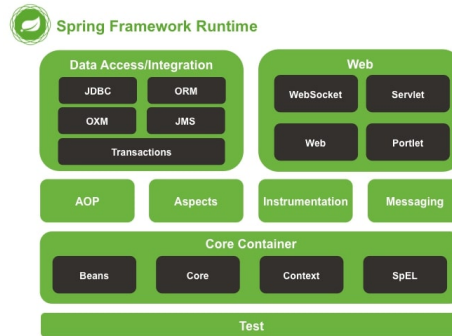 Spring Framework Runtime
Data Access/Integration
JDBC ORM
OXM JMS
Transactions
Web
WebSocket Servlet
Web Portlet
AOP Aspects Instrumentation Messaging
Core Container
Beans Core Context SpEL
Test